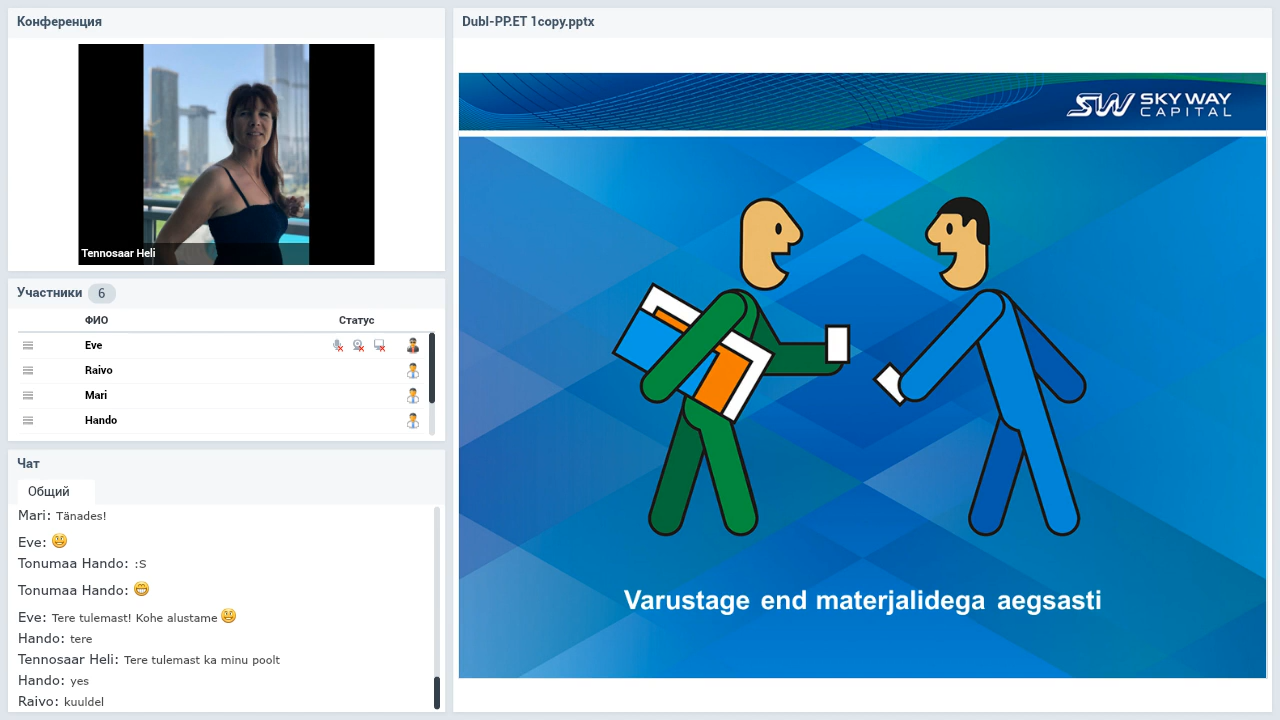 Конференция
Tennosaar Heli
Участники 6
ФИО Статус
Eve
Raivo
Mari
Hando
Чат
Общий
Mari: Tänades!
Eve:
Tonumaa Hando: :S
Tonumaa Hando:
Eve: Tere tulemast! Kohe alustame
Hando: tere
Tennosaar Heli: Tere tulemast ka minu poolt
Hando: yes
Raivo: kuuldel
Dubl-PP.ET 1copy.pptx
SW SKY WAY
CAPITAL
Varustage end materjalidega aegsasti